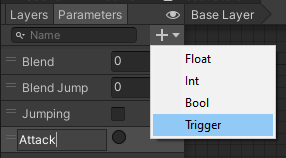 Layers Parameters Base Layer
Name
Float
Blend 0
Int
Blend Jump 0
Bool
Jumping
Trigger
Attack